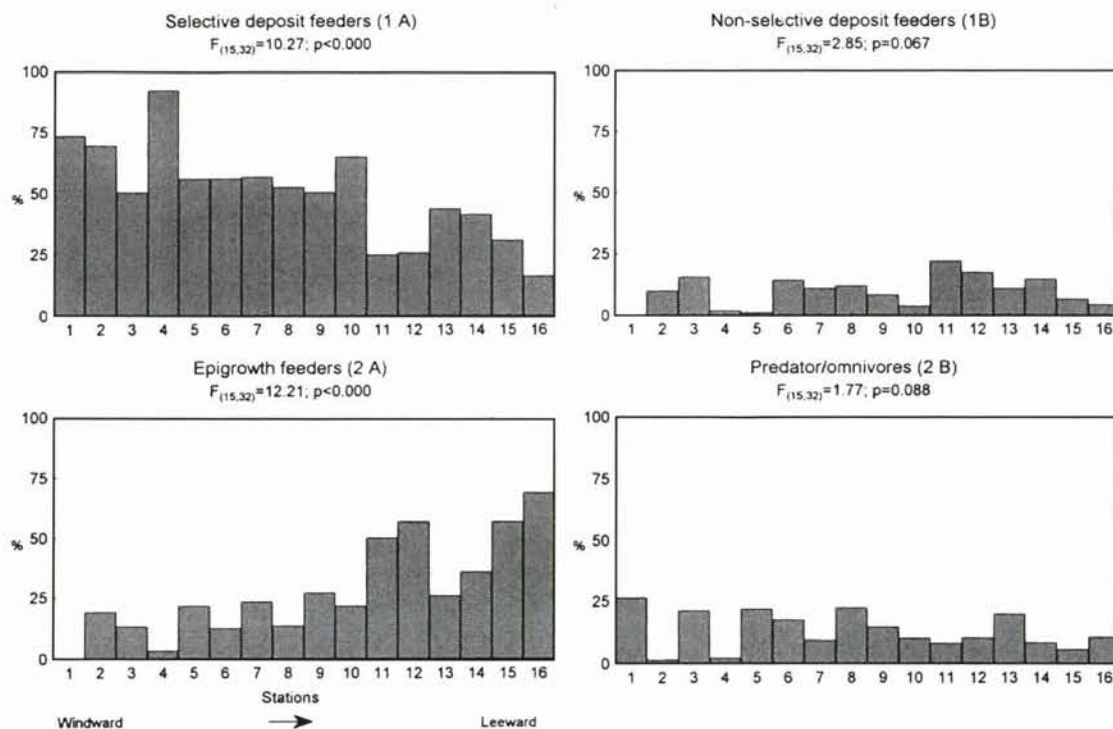 Selective deposit feeders (1 A)
F(15,32)=10.27; p<0.000
100
75
50
%
25
0
1 2 3 4 5 6 7 8 9 10 11 12 13 14 15 16
Non-selective deposit feeders (1B)
F(15,32)=2.85; p=0.067
100
75
50
%
25
0
1 2 3 4 5 6 7 8 9 10 11 12 13 14 15 16
Epigrowth feeders (2 A)
F(15,32)=12.21; p<0.000
100
75
50
%
25
0
1 2 3 4 5 6 7 8 9 10 11 12 13 14 15 16
Stations
Windward
Leeward
Predator/omnivores (2 B)
F(15,32)=1.77; p=0.088
100
75
50
%
25
0
1 2 3 4 5 6 7 8 9 10 11 12 13 14 15 16